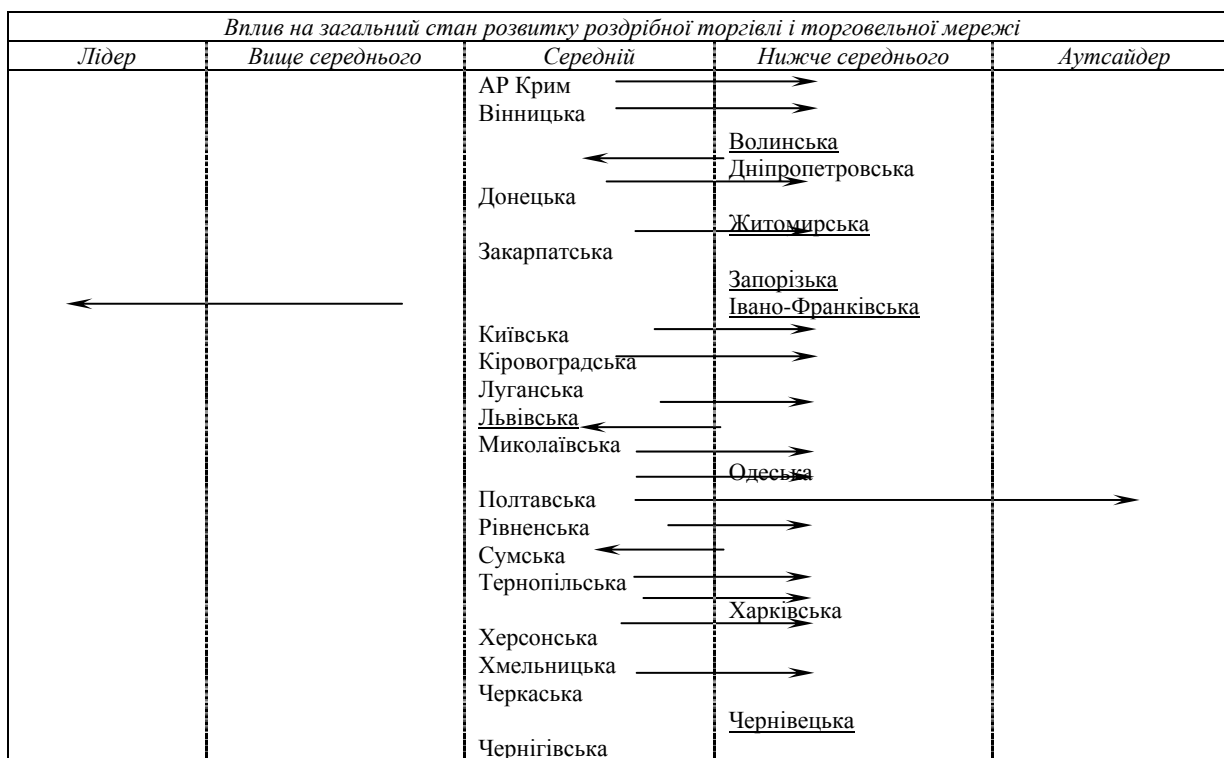 Вплив на загальний стан розвитку роздрібної торгівлі і торговельної мережі
Лідер Вище середнього Середній Нижче середнього Аутсайдер
АР Крим
Вінницька
Волинська
Дніпропетровська
Донецька
Житомирська
Закарпатська
Запорізька
Івано-Франківська
Київська
Кіровоградська
Луганська
Львівська
Миколаївська
Одеська
Полтавська
Рівненська
Сумська
Тернопільська
Харківська
Херсонська
Хмельницька
Черкаська
Чернівецька
Чернігівська